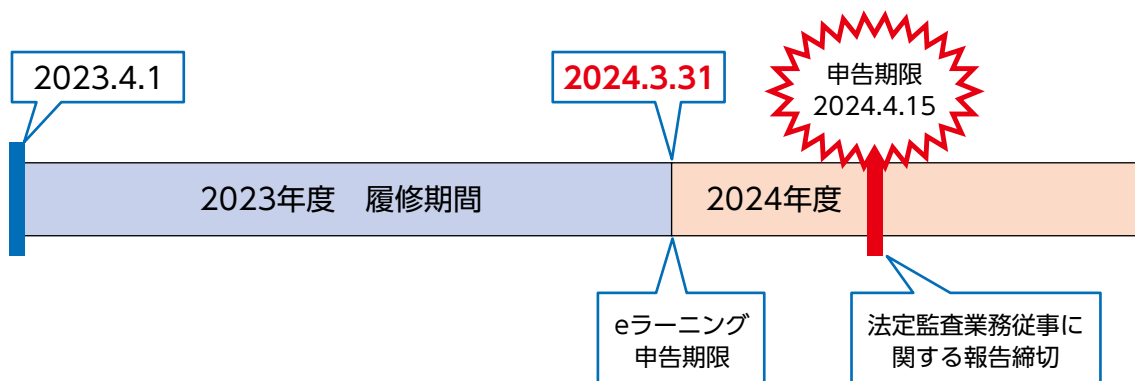 2023.4.1
2024.3.31
申告期限
2024.4.15
2023年度　履修期間
2024年度
eラーニング
申告期限
法定監査業務従事に
関する報告締切